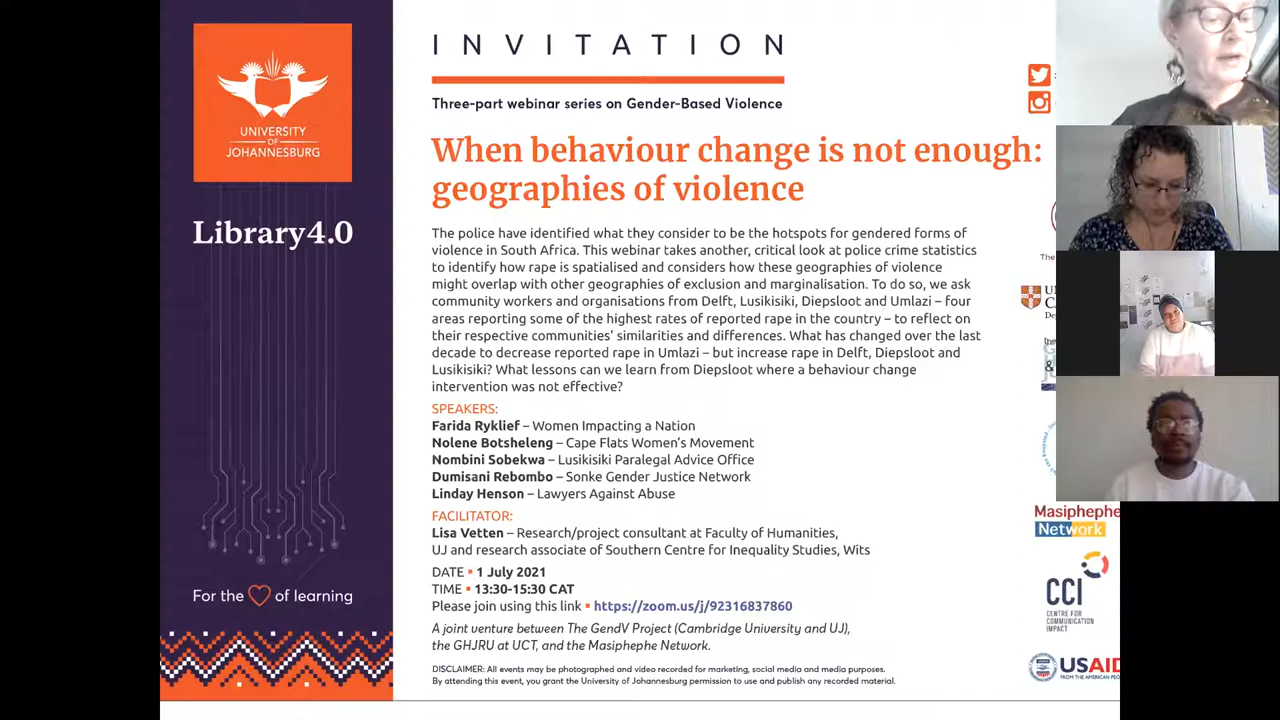 UNIVERSITY
OF
JOHANNESBURG
Library4.0
For the
of learning
INVITATION
Three-part webinar series on Gender-Based Violence
When behaviour change is not enough:
geographies of violence
The police have identified what they consider to be the hotspots for gendered forms of
violence in South Africa. This webinar takes another, critical look at police crime statistics
to identify how rape is spatialised and considers how these geographies of violence
might overlap with other geographies of exclusion and marginalisation. To do so, we ask
community workers and organisations from Delft, Lusikisiki, Diepsloot and Umlazi – four
areas reporting some of the highest rates of reported rape in the country – to reflect on
their respective communities' similarities and differences. What has changed over the last
decade to decrease reported rape in Umlazi – but increase rape in Delft, Diepsloot and
Lusikisiki? What lessons can we learn from Diepsloot where a behaviour change
intervention was not effective?
SPEAKERS:
Farida Ryklief – Women Impacting a Nation
Nolene Botsheleng – Cape Flats Women's Movement
Nombini Sobekwa – Lusikisiki Paralegal Advice Office
Dumisani Rebombo – Sonke Gender Justice Network
Linday Henson – Lawyers Against Abuse
FACILITATOR:
Lisa Vetten – Research/project consultant at Faculty of Humanities,
UJ and research associate of Southern Centre for Inequality Studies, Wits
DATE ▪ 1 July 2021
TIME ▪ 13:30-15:30 CAT
Please join using this link ▪ https://zoom.us/j/92316837860
A joint venture between The GendV Project (Cambridge University and UJ),
the GHJRU at UCT, and the Masiphephe Network.
DISCLAIMER: All events may be photographed and video recorded for marketing, social media and media purposes.
By attending this event, you grant the University of Johannesburg permission to use and publish any recorded material.
The
UN
CA
De
Masiphephe
Network
CCI
CENTRE FOR
COMMUNICATION
IMPACT
USAID
FROM THE AMERICAN PEO